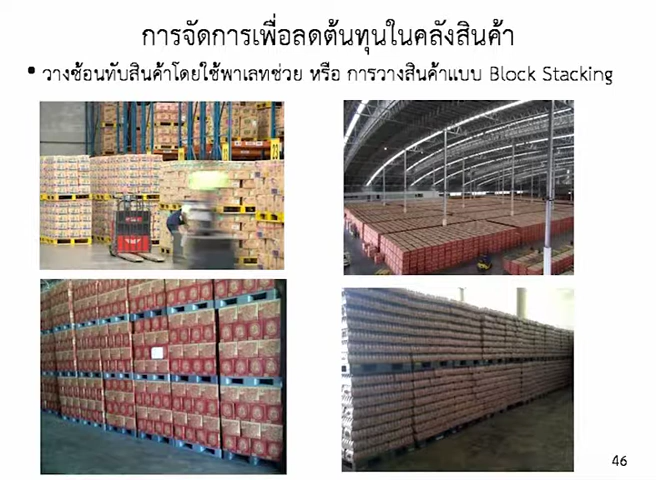 การจัดการเพื่อลดต้นทุนในคลังสินค้า
• วางซ้อนทับสินค้าโดยใช้พาเลทช่วย หรือ การวางสินค้าแบบ Block Stacking
46